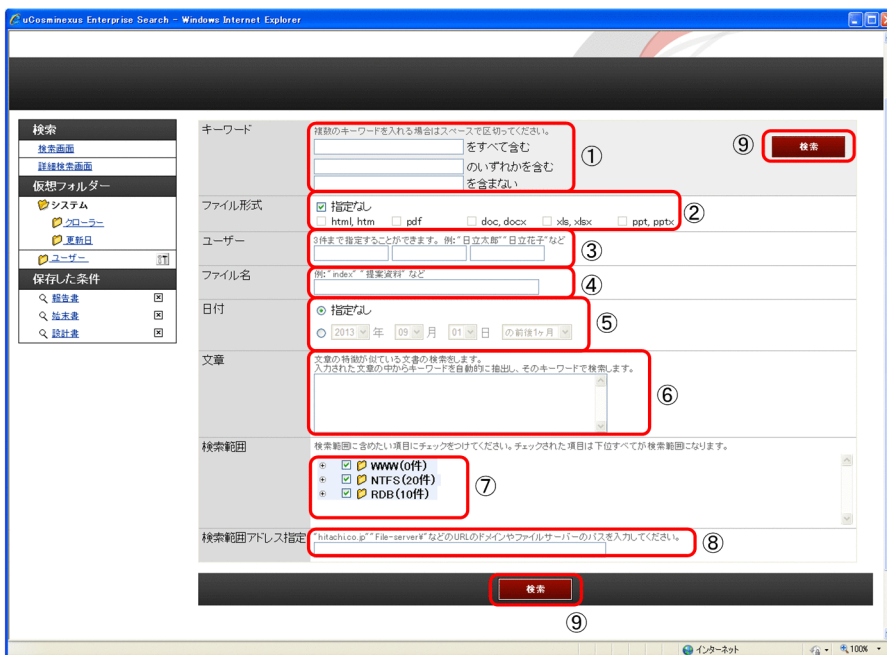 uCosminexus Enterprise Search - Windows Internet Explorer
検索
検索画面
詳細検索画面
仮想フォルダー
システム
クローラー
更新日
ユーザー
保存した条件
報告書
始末書
設計書
キーワード
複数のキーワードを入れる場合はスペースで区切ってください。
をすべて含む
のいずれかを含む
を含まない
①
⑨
検索
ファイル形式
指定なし
html, htm pdf doc, docx xls, xlsx ppt, pptx
②
ユーザー
3件まで指定することができます。例:"日立太郎""日立花子"など
③
ファイル名
例:"index" "提案資料" など
④
日付
指定なし
2013 年 09 月 01 日 の前後1ヶ月
⑤
文章
文章の特徴が似ている文書の検索をします。
入力された文章の中からキーワードを自動的に抽出し、そのキーワードで検索します。
⑥
検索範囲
検索範囲に含めたい項目にチェックをつけてください。チェックされた項目は下位すべてが検索範囲になります。
WWW(0件)
NTFS(20件)
RDB(10件)
⑦
検索範囲アドレス指定
"hitachi.co.jp""File-server¥"などのURLのドメインやファイルサーバーのパスを入力してください。
⑧
検索
⑨
インターネット
100%